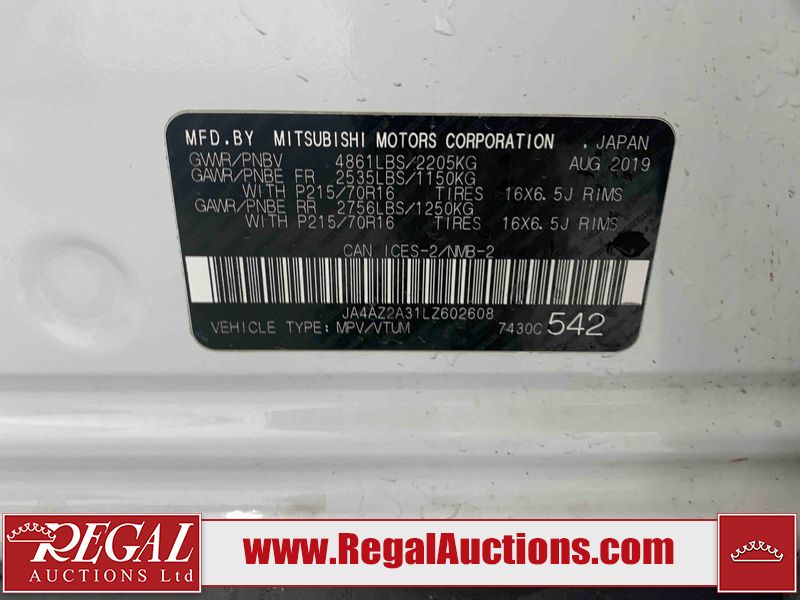 MFD.BY MITSUBISHI MOTORS CORPORATION . JAPAN
GVWR/PNBV 4861LBS/2205KG AUG 2019
GAWR/PNBE FR 2535LBS/1150KG
WITH P215/70R16 TIRES 16X6.5J RIMS
GAWR/PNBE RR 2756LBS/1250KG
WITH P215/70R16 TIRES 16X6.5J RIMS
CAN ICES-2/NMB-2
JA4AZ2A31LZ602608
VEHICLE TYPE: MPV/VTUM 7430C 542
REGAL
AUCTIONS Ltd
www.RegalAuctions.com